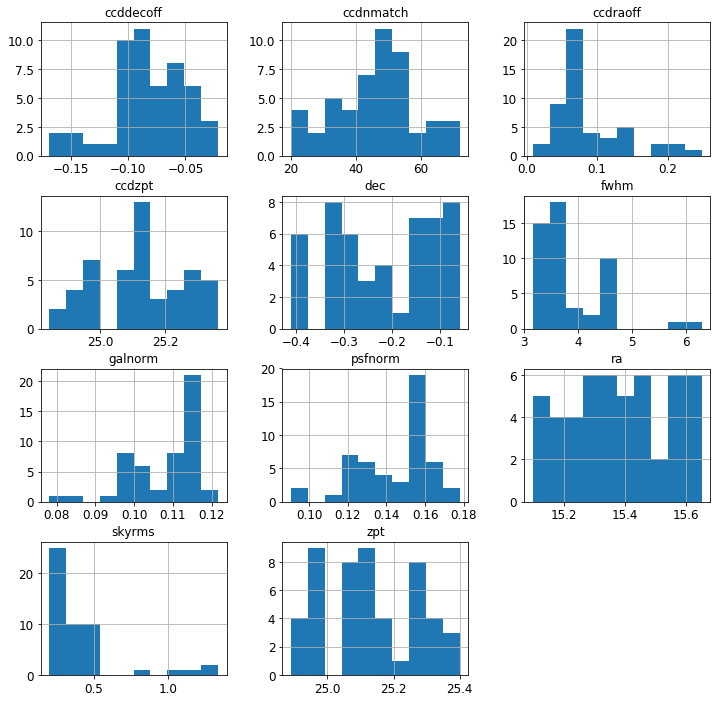 ccddecoff ccdnmatch ccdraoff
10.0 10.0 20
7.5 7.5 15
5.0 5.0 10
2.5 2.5 5
0.0 0.0 0
−0.15 −0.10 −0.05 20 40 60 0.0 0.1 0.2
ccdzpt dec fwhm
10 8 15
5 6 10
0 4 5
2 0
0
25.0 25.2 −0.4 −0.3 −0.2 −0.1 3 4 5 6
galnorm psfnorm ra
20 20 6
15 15 4
10 10 2
5 5 0
0 0
0.08 0.09 0.10 0.11 0.12 0.10 0.12 0.14 0.16 0.18 15.2 15.4 15.6
skyrms zpt
20 8
10 6
0 4
2
0
0.5 1.0 25.0 25.2 25.4